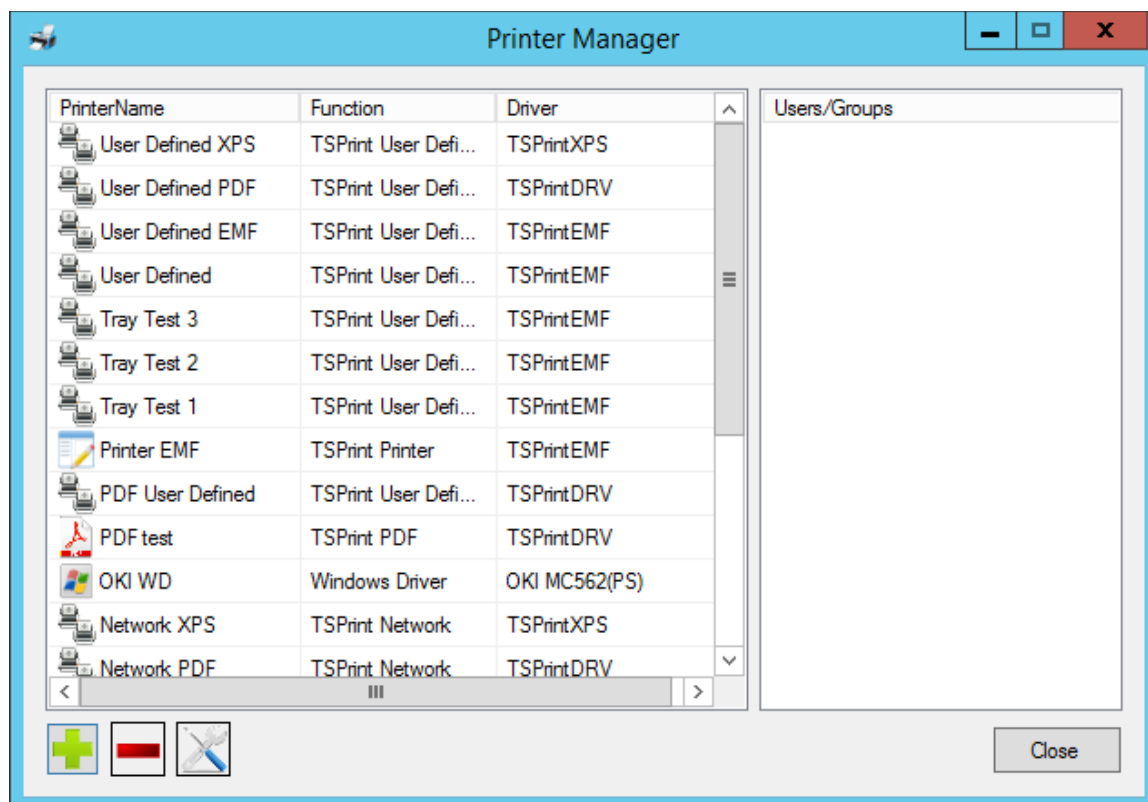 Printer Manager
PrinterName Function Driver Users/Groups
User Defined XPS TSPrint User Defi... TSPrintXPS
User Defined PDF TSPrint User Defi... TSPrintDRV
User Defined EMF TSPrint User Defi... TSPrintEMF
User Defined TSPrint User Defi... TSPrintEMF
Tray Test 3 TSPrint User Defi... TSPrintEMF
Tray Test 2 TSPrint User Defi... TSPrintEMF
Tray Test 1 TSPrint User Defi... TSPrintEMF
Printer EMF TSPrint Printer TSPrintEMF
PDF User Defined TSPrint User Defi... TSPrintDRV
PDF test TSPrint PDF TSPrintDRV
OKI WD Windows Driver OKI MC562(PS)
Network XPS TSPrint Network TSPrintXPS
Network PDF TSPrint Network TSPrintDRV
Close